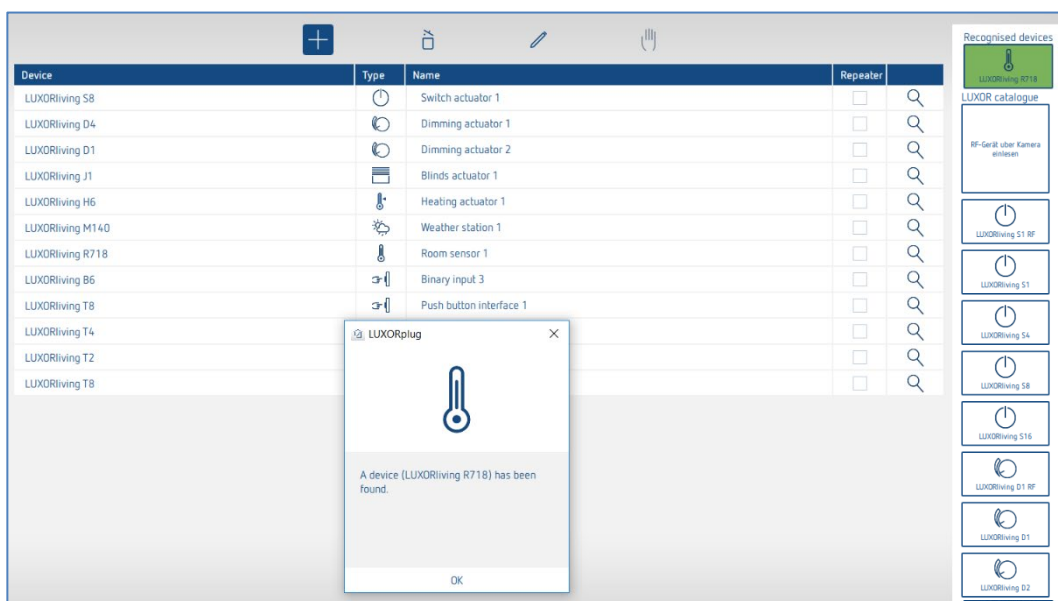 Recognised devices
LUXORliving R718
LUXOR catalogue
RF-Gerät über Kamera
einlesen
LUXORliving S1 RF
LUXORliving S1
LUXORliving S4
LUXORliving S8
LUXORliving S16
LUXORliving D1 RF
LUXORliving D1
LUXORliving D2
Device Type Name Repeater
LUXORliving S8 Switch actuator 1
LUXORliving D4 Dimming actuator 1
LUXORliving D1 Dimming actuator 2
LUXORliving J1 Blinds actuator 1
LUXORliving H6 Heating actuator 1
LUXORliving M140 Weather station 1
LUXORliving R718 Room sensor 1
LUXORliving B6 Binary input 3
LUXORliving T8 Push button interface 1
LUXORliving T4
LUXORliving T2
LUXORliving T8
LUXORplug
A device (LUXORliving R718) has been
found.
OK